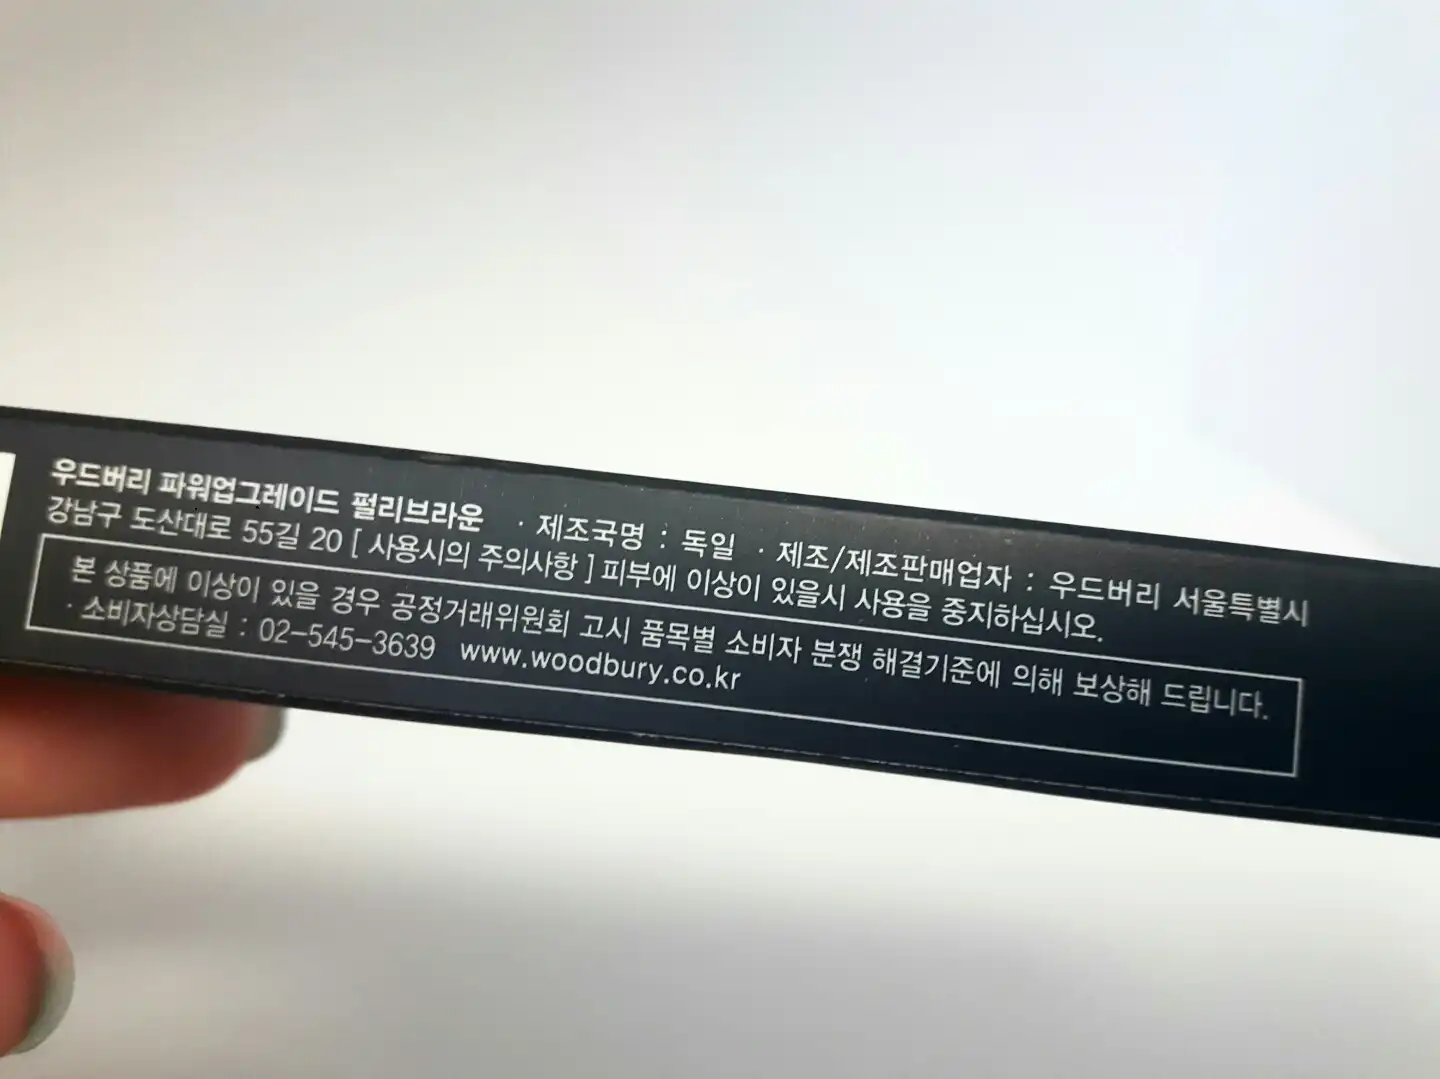 우드버리 파워업그레이드 펄리브라운 · 제조국명 : 독일 · 제조/제조판매업자 : 우드버리 서울특별시
강남구 도산대로 55길 20 [ 사용시의 주의사항 ] 피부에 이상이 있을시 사용을 중지하십시오.
본 상품에 이상이 있을 경우 공정거래위원회 고시 품목별 소비자 분쟁 해결기준에 의해 보상해 드립니다.
· 소비자상담실 : 02-545-3639 www.woodbury.co.kr